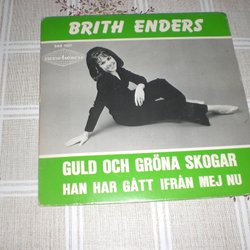 BRITH ENDERS
GULD OCH GRÖNA SKOGAR
HAN HAR GÅTT IFRÅN MEJ NU